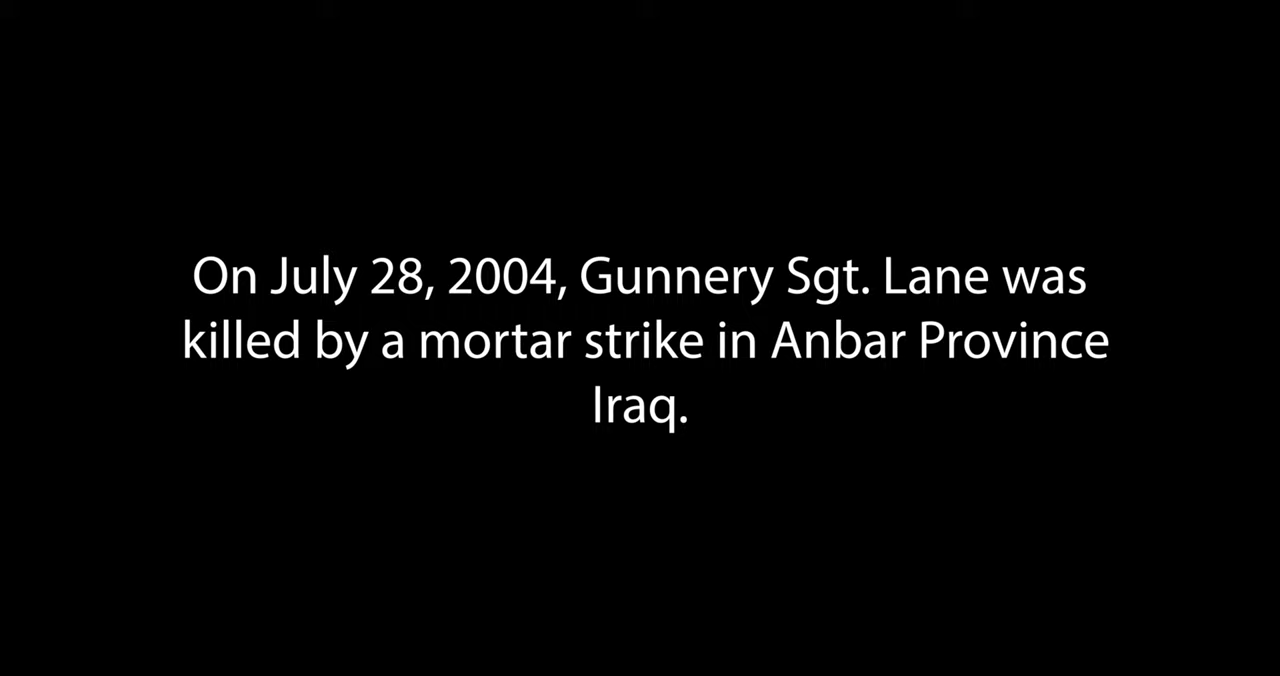 On July 28, 2004, Gunnery Sgt. Lane was
killed by a mortar strike in Anbar Province
Iraq.